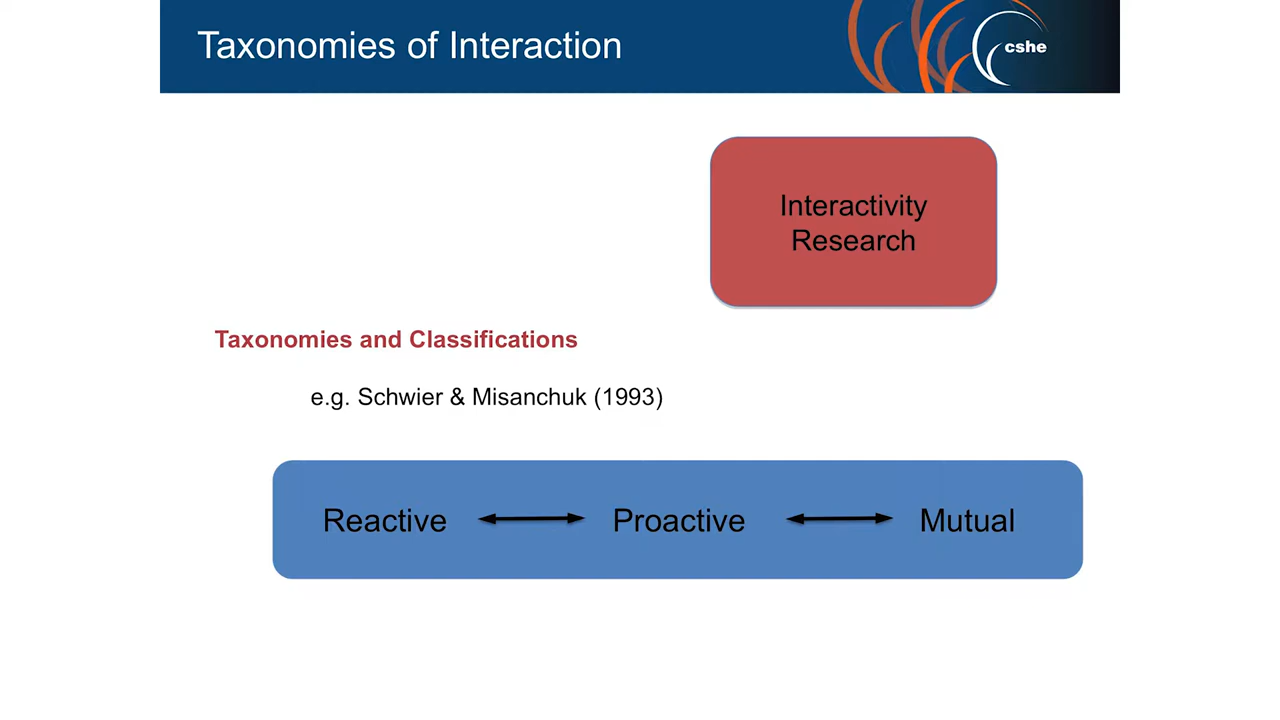 Taxonomies of Interaction
cshe
Interactivity
Research
Taxonomies and Classifications
e.g. Schwier & Misanchuk (1993)
Reactive Proactive Mutual